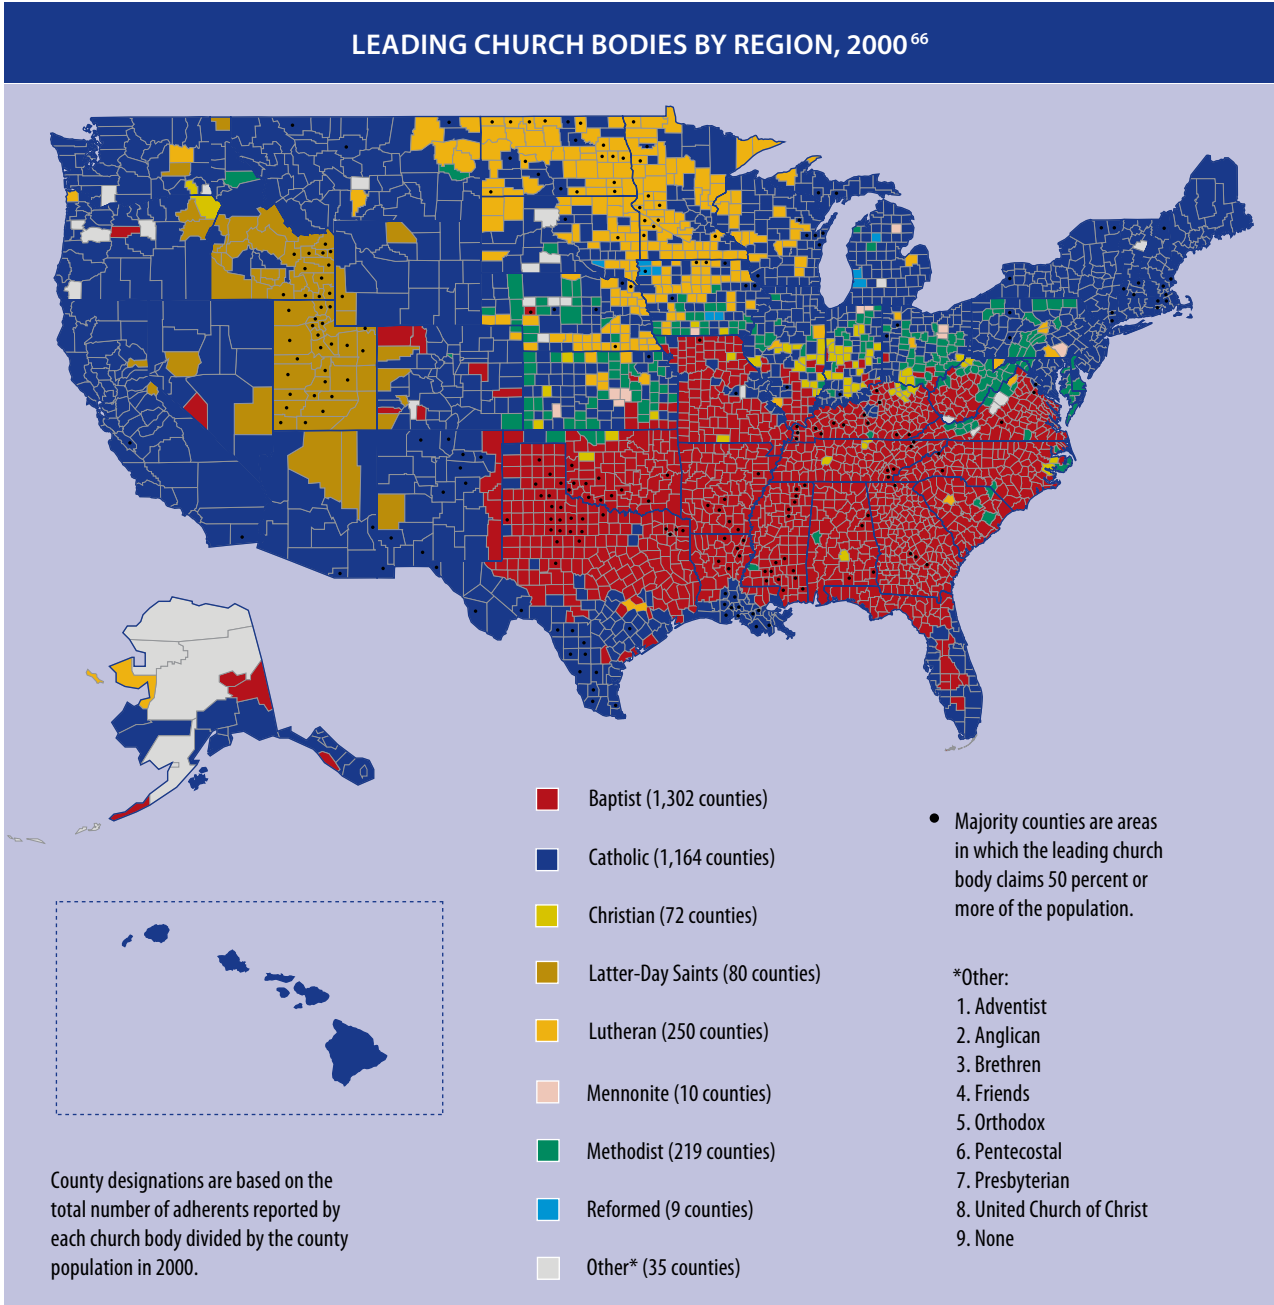 LEADING CHURCH BODIES BY REGION, 2000 66
Baptist (1,302 counties)
Catholic (1,164 counties)
Christian (72 counties)
Latter-Day Saints (80 counties)
Lutheran (250 counties)
Mennonite (10 counties)
Methodist (219 counties)
Reformed (9 counties)
Other* (35 counties)
Majority counties are areas
in which the leading church
body claims 50 percent or
more of the population.
*Other:
1. Adventist
2. Anglican
3. Brethren
4. Friends
5. Orthodox
6. Pentecostal
7. Presbyterian
8. United Church of Christ
9. None
County designations are based on the
total number of adherents reported by
each church body divided by the county
population in 2000.